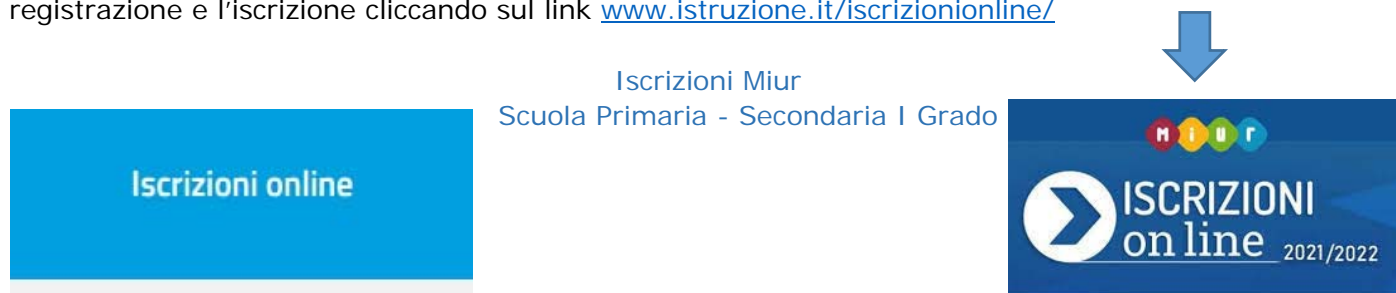 registrazione e l'iscrizione cliccando sul link www.istruzione.it/iscrizionionline/
Iscrizioni Miur
Scuola Primaria - Secondaria I Grado
Iscrizioni online
Miur
ISCRIZIONI
on line 2021/2022